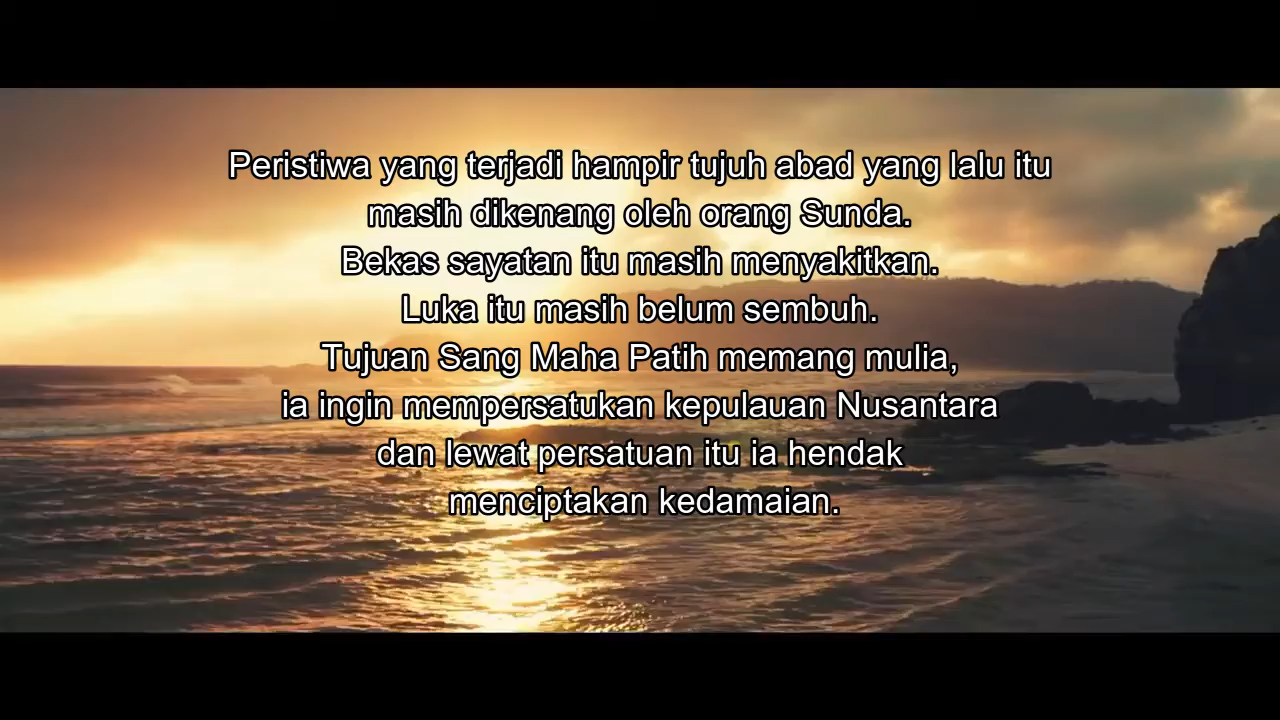 Peristiwa yang terjadi hampir tujuh abad yang lalu itu
masih dikenang oleh orang Sunda.
Bekas sayatan itu masih menyakitkan.
Luka itu masih belum sembuh.
Tujuan Sang Maha Patih memang mulia,
ia ingin mempersatukan kepulauan Nusantara
dan lewat persatuan itu ia hendak
menciptakan kedamaian.